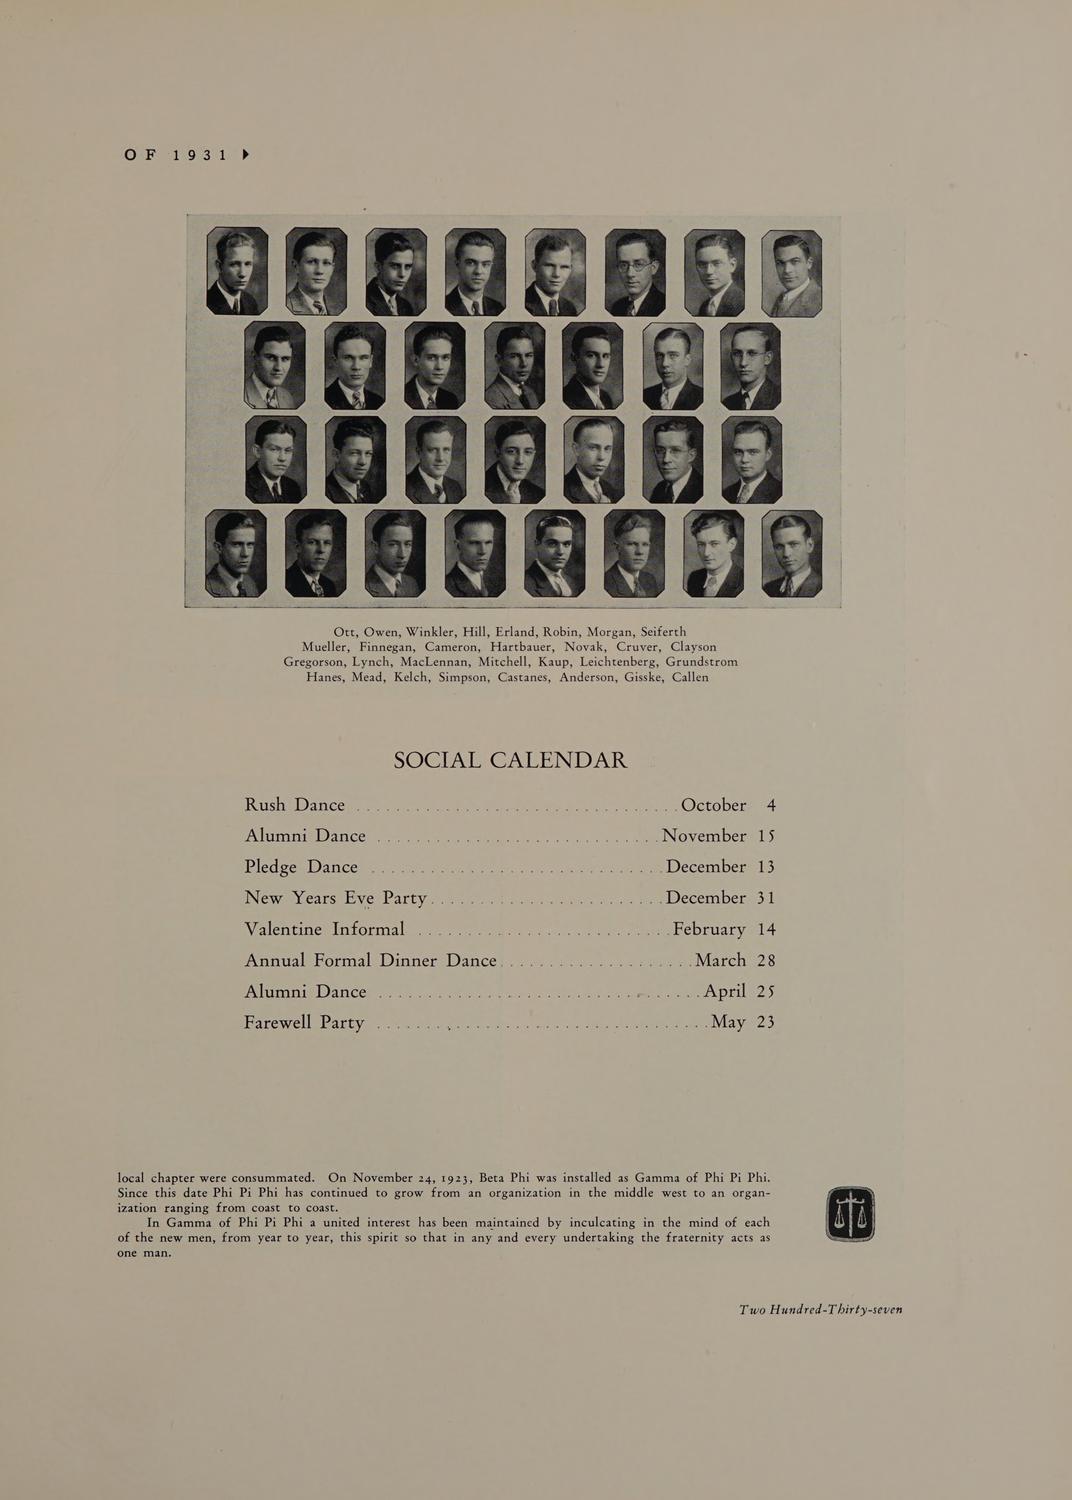 OF 1931
Ott, Owen, Winkler, Hill, Erland, Robin, Morgan, Seiferth
Mueller, Finnegan, Cameron, Hartbauer, Novak, Cruver, Clayson
Gregorson, Lynch, MacLennan, Mitchell, Kaup, Leichtenberg, Grundstrom
Hanes, Mead, Kelch, Simpson, Castanes, Anderson, Gisske, Callen
SOCIAL CALENDAR
Rush Dance ................................ October 4
Alumni Dance ............................. November 15
Pledge Dance .............................. December 13
New Years Eve Party ........................ December 31
Valentine Informal .......................... February 14
Annual Formal Dinner Dance .................... March 28
Alumni Dance ................................. April 25
Farewell Party .................................. May 23
local chapter were consummated. On November 24, 1923, Beta Phi was installed as Gamma of Phi Pi Phi.
Since this date Phi Pi Phi has continued to grow from an organization in the middle west to an organ-
ization ranging from coast to coast.
In Gamma of Phi Pi Phi a united interest has been maintained by inculcating in the mind of each
of the new men, from year to year, this spirit so that in any and every undertaking the fraternity acts as
one man.
Two Hundred-Thirty-seven